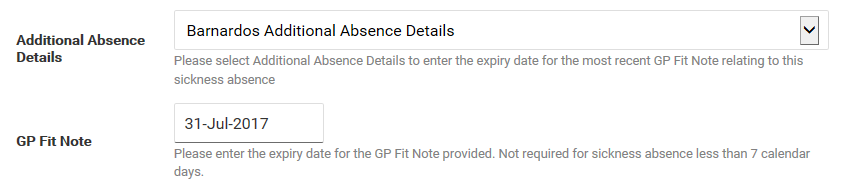 Additional Absence Details
Barnardos Additional Absence Details
Please select Additional Absence Details to enter the expiry date for the most recent GP Fit Note relating to this
sickness absence
GP Fit Note
31-Jul-2017
Please enter the expiry date for the GP Fit Note provided. Not required for sickness absence less than 7 calendar
days.